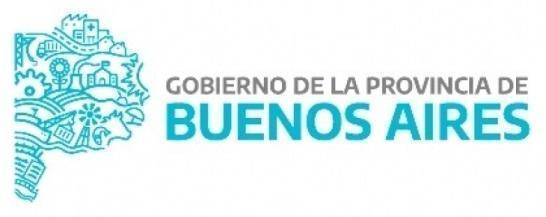 GOBIERNO DE LA PROVINCIA DE
BUENOS AIRES